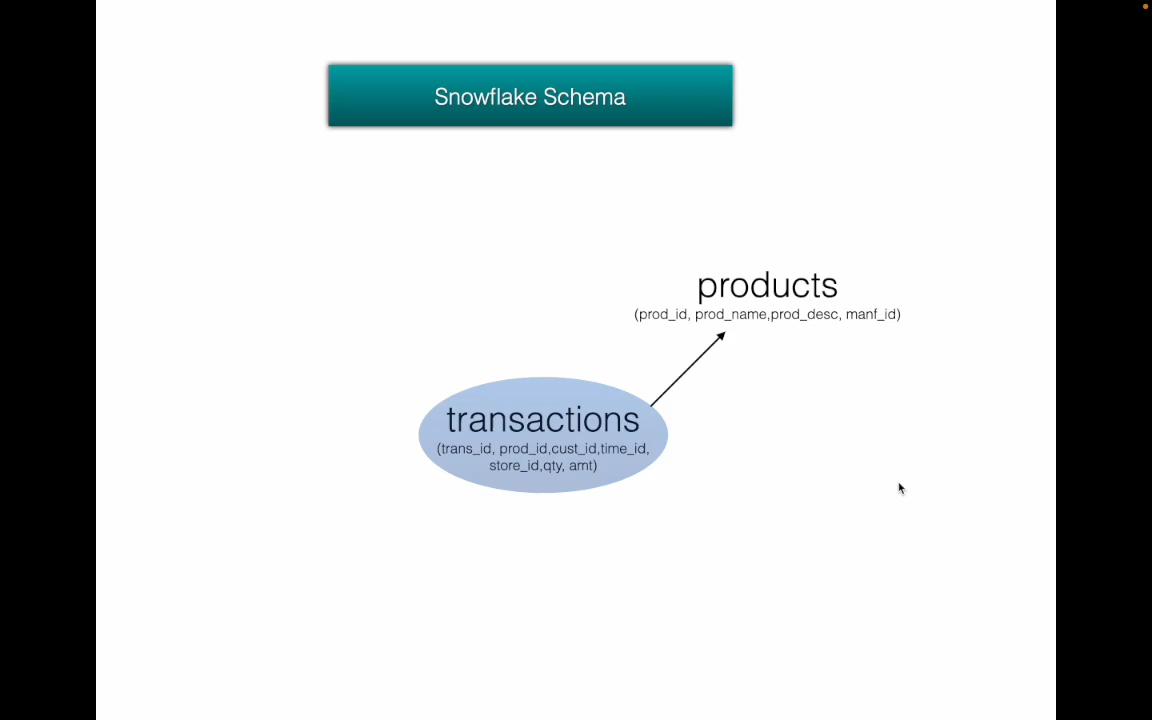 Snowflake Schema
products
(prod_id, prod_name,prod_desc, manf_id)
transactions
(trans_id, prod_id,cust_id,time_id,
store_id,qty, amt)